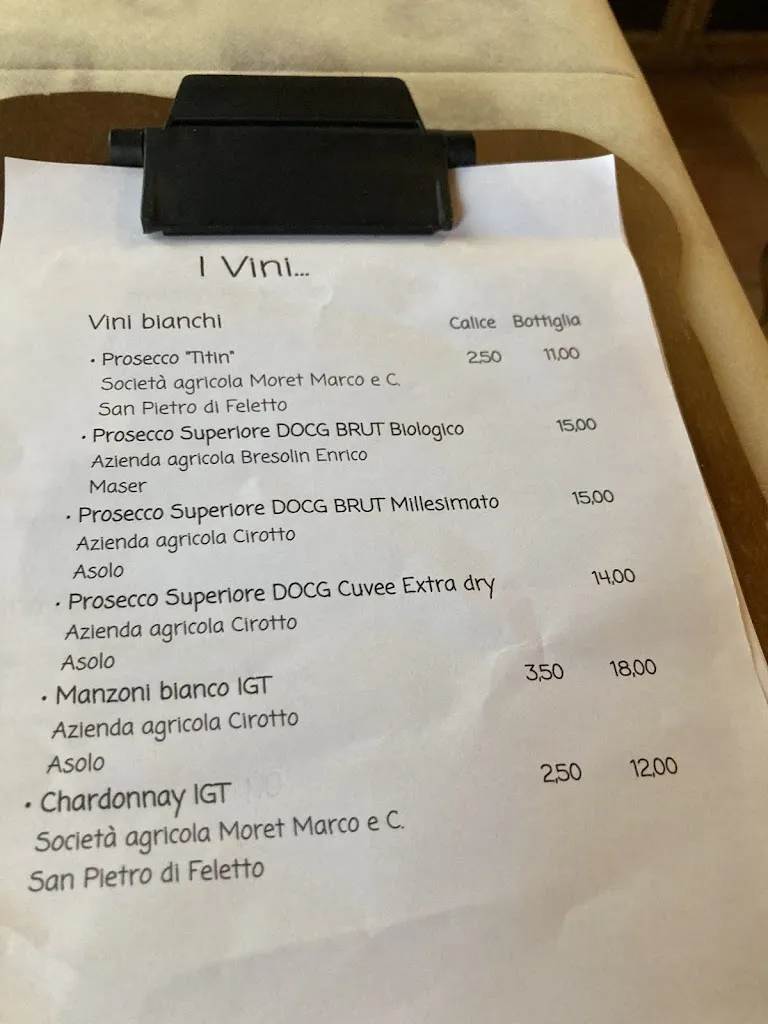 I Vini...
Vini bianchi Calice Bottiglia
· Prosecco "Titin" 2,50 11,00
Società agricola Moret Marco e C.
San Pietro di Feletto
· Prosecco Superiore DOCG BRUT Biologico 15,00
Azienda agricola Bresolin Enrico
Maser
· Prosecco Superiore DOCG BRUT Millesimato 15,00
Azienda agricola Cirotto
Asolo
· Prosecco Superiore DOCG Cuvee Extra dry 14,00
Azienda agricola Cirotto
Asolo
· Manzoni bianco IGT 3,50 18,00
Azienda agricola Cirotto
Asolo
· Chardonnay IGT 2,50 12,00
Società agricola Moret Marco e C.
San Pietro di Feletto